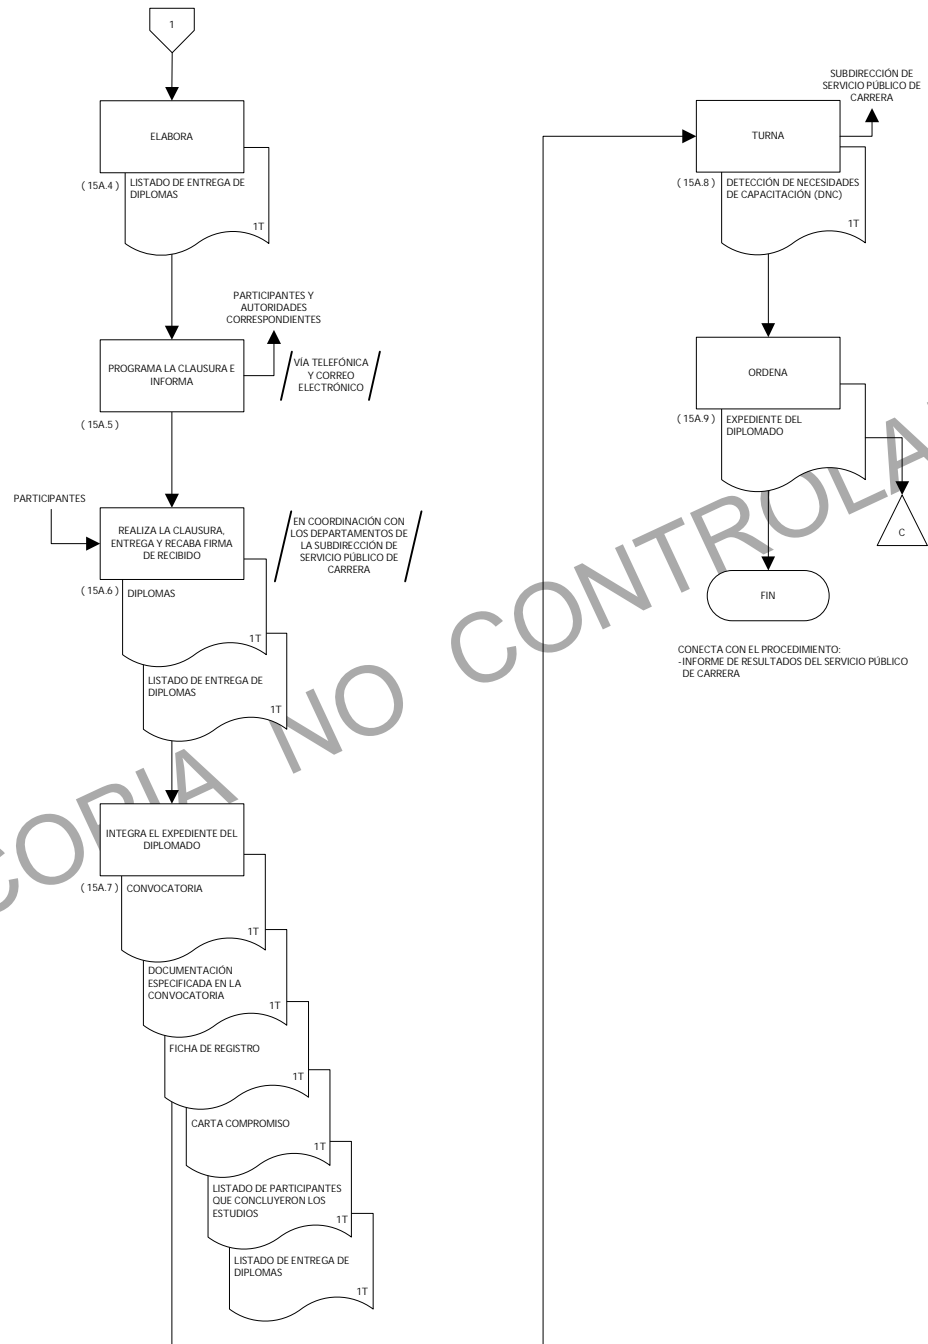 1
ELABORA
( 15A.4 )
LISTADO DE ENTREGA DE
DIPLOMAS
1T
PARTICIPANTES Y
AUTORIDADES
CORRESPONDIENTES
PROGRAMA LA CLAUSURA E
INFORMA
VÍA TELEFÓNICA
Y CORREO
ELECTRÓNICO
( 15A.5 )
PARTICIPANTES
REALIZA LA CLAUSURA,
ENTREGA Y RECABA FIRMA
DE RECIBIDO
EN COORDINACIÓN CON
LOS DEPARTAMENTOS DE
LA SUBDIRECCIÓN DE
SERVICIO PÚBLICO DE
CARRERA
( 15A.6 )
DIPLOMAS
1T
LISTADO DE ENTREGA DE
DIPLOMAS
1T
INTEGRA EL EXPEDIENTE DEL
DIPLOMADO
( 15A.7 )
CONVOCATORIA
1T
DOCUMENTACIÓN
ESPECIFICADA EN LA
CONVOCATORIA
1T
FICHA DE REGISTRO
1T
CARTA COMPROMISO
1T
LISTADO DE PARTICIPANTES
QUE CONCLUYERON LOS
ESTUDIOS
1T
LISTADO DE ENTREGA DE
DIPLOMAS
1T
SUBDIRECCIÓN DE
SERVICIO PÚBLICO DE
CARRERA
TURNA
( 15A.8 )
DETECCIÓN DE NECESIDADES
DE CAPACITACIÓN (DNC)
1T
ORDENA
( 15A.9 )
EXPEDIENTE DEL
DIPLOMADO
C
FIN
CONECTA CON EL PROCEDIMIENTO:
-INFORME DE RESULTADOS DEL SERVICIO PÚBLICO
DE CARRERA
COPIA NO CONTROLA